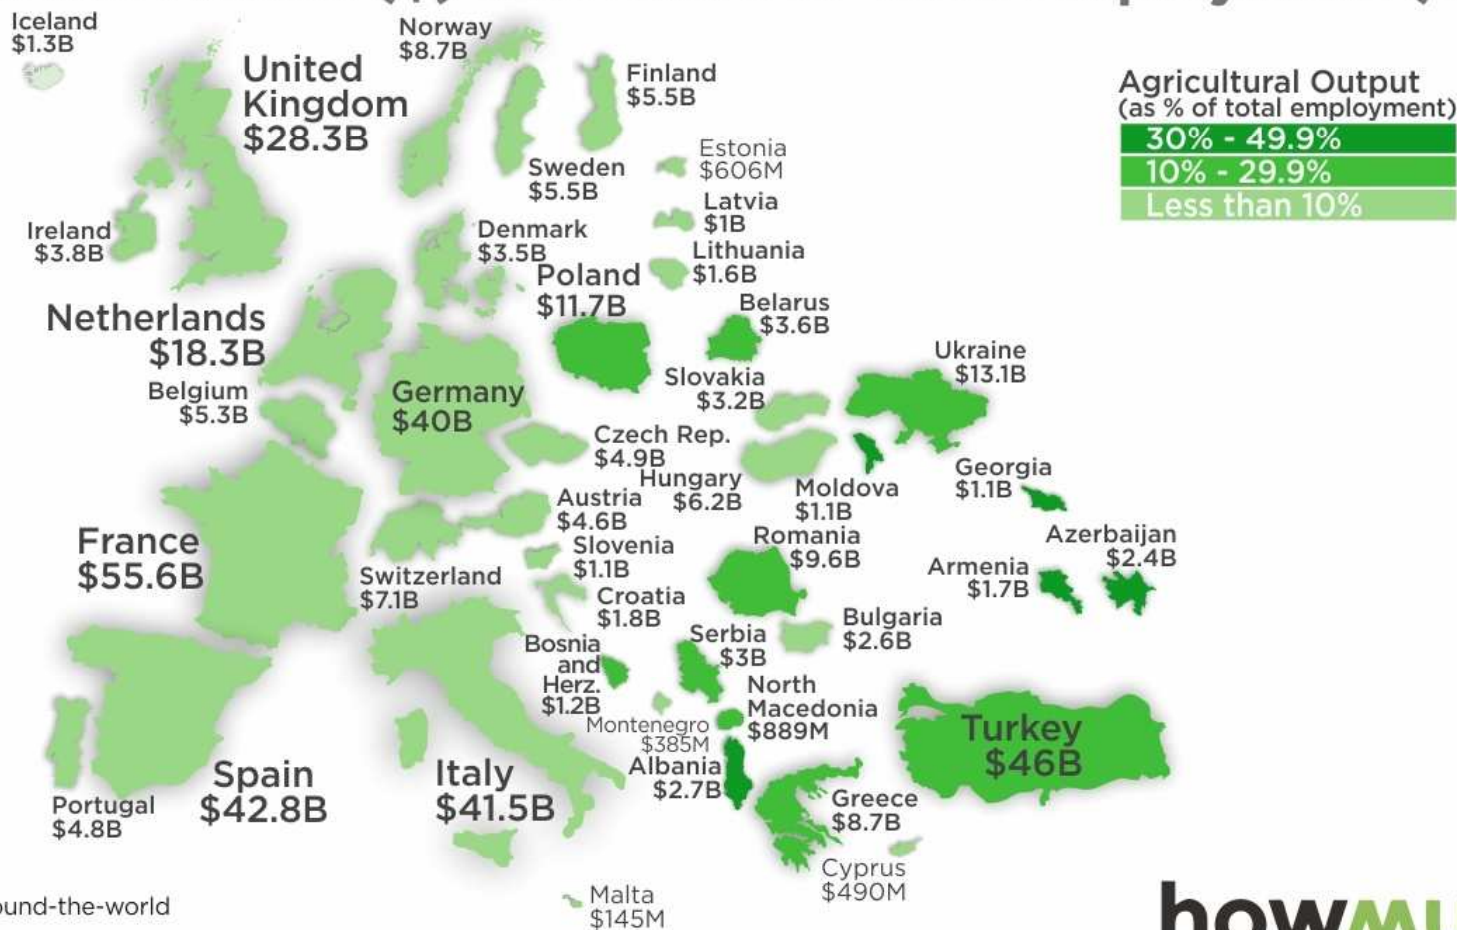 Iceland
$1.3B
Norway
$8.7B
United
Kingdom
$28.3B
Finland
$5.5B
Agricultural Output
(as % of total employment)
30% - 49.9%
10% - 29.9%
Less than 10%
Estonia
$606M
Sweden
$5.5B
Latvia
$1B
Ireland
$3.8B
Denmark
$3.5B
Lithuania
$1.6B
Poland
$11.7B
Belarus
$3.6B
Netherlands
$18.3B
Ukraine
$13.1B
Slovakia
$3.2B
Belgium
$5.3B
Germany
$40B
Czech Rep.
$4.9B
Hungary
$6.2B
Moldova
$1.1B
Georgia
$1.1B
Austria
$4.6B
France
$55.6B
Slovenia
$1.1B
Romania
$9.6B
Azerbaijan
$2.4B
Armenia
$1.7B
Switzerland
$7.1B
Croatia
$1.8B
Bulgaria
$2.6B
Serbia
$3B
Bosnia
and
Herz.
$1.2B
North
Macedonia
$889M
Montenegro
$385M
Turkey
$46B
Albania
$2.7B
Spain
$42.8B
Italy
$41.5B
Portugal
$4.8B
Greece
$8.7B
Cyprus
$490M
Malta
$145M
ound-the-world
howmu